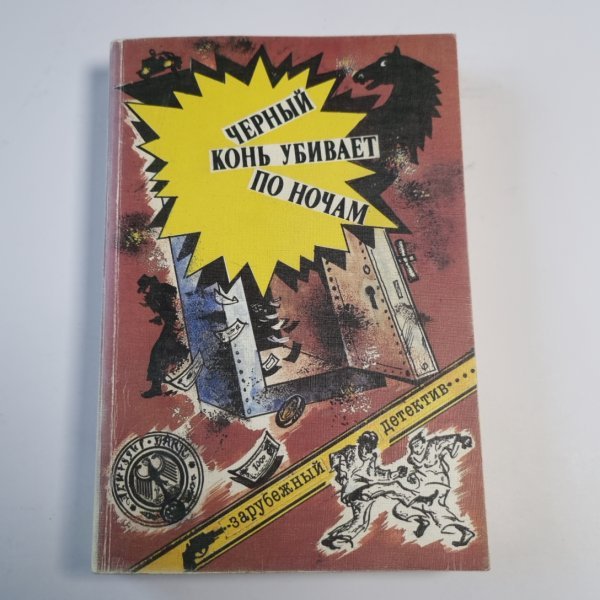 ЧЕРНЫЙ
КОНЬ УБИВАЕТ
ПО НОЧАМ
зарубежный детектив